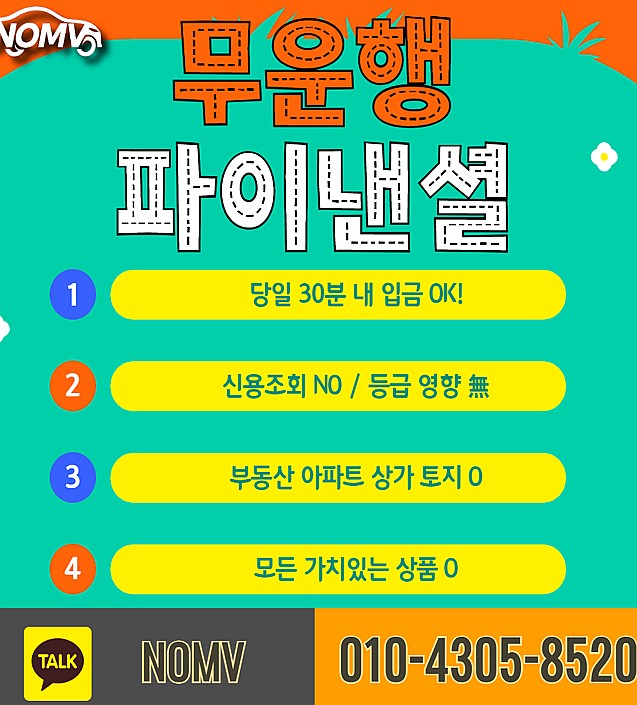 NOMV
무운행
파이낸셜
1 당일 30분 내 입금 OK!
2 신용조회 NO / 등급 영향 無
3 부동산 아파트 상가 토지 O
4 모든 가치있는 상품 O
TALK NOMV 010-4305-8520